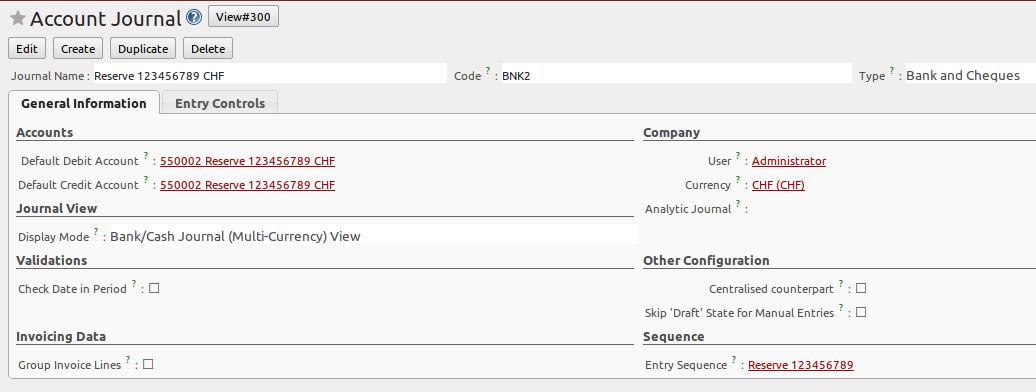 Account Journal ? View#300
Edit Create Duplicate Delete
Journal Name : Reserve 123456789 CHF Code ? : BNK2 Type ? : Bank and Cheques
General Information Entry Controls
Accounts Company
Default Debit Account ? : 550002 Reserve 123456789 CHF User ? : Administrator
Default Credit Account ? : 550002 Reserve 123456789 CHF Currency ? : CHF (CHF)
Journal View Analytic Journal ? :
Display Mode ? : Bank/Cash Journal (Multi-Currency) View
Validations Other Configuration
Check Date in Period ? : Centralised counterpart ? :
Skip 'Draft' State for Manual Entries ? :
Invoicing Data Sequence
Group Invoice Lines ? : Entry Sequence ? : Reserve 123456789